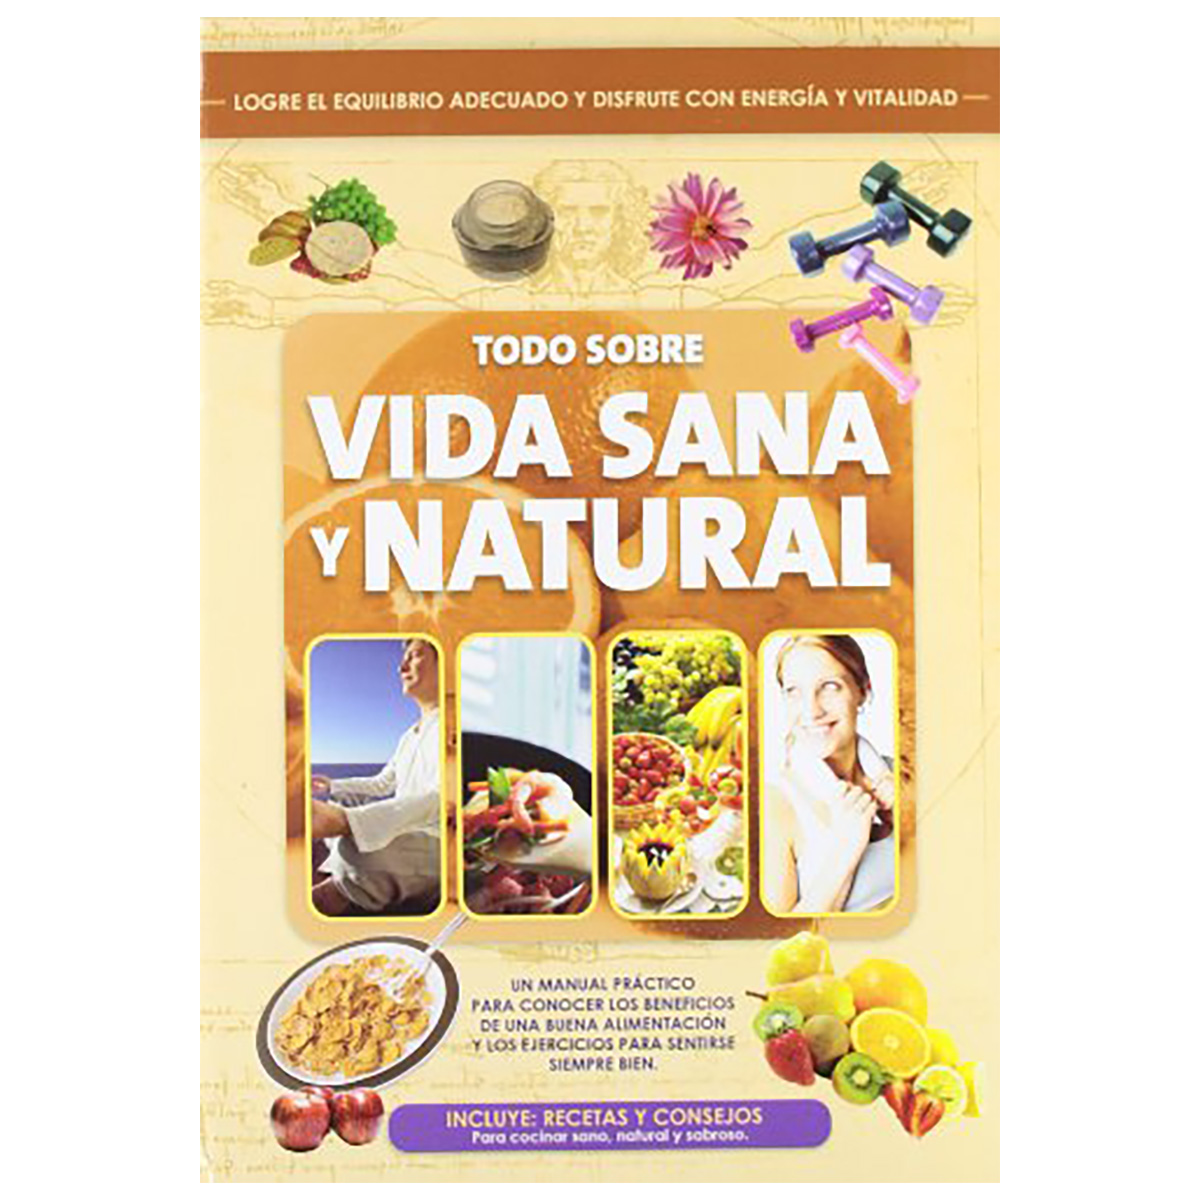 LOGRE EL EQUILIBRIO ADECUADO Y DISFRUTE CON ENERGÍA Y VITALIDAD
TODO SOBRE
VIDA SANA
Y NATURAL
UN MANUAL PRÁCTICO
PARA CONOCER LOS BENEFICIOS
DE UNA BUENA ALIMENTACIÓN
Y LOS EJERCICIOS PARA SENTIRSE
SIEMPRE BIEN.
INCLUYE: RECETAS Y CONSEJOS
Para cocinar sano, natural y sabroso.